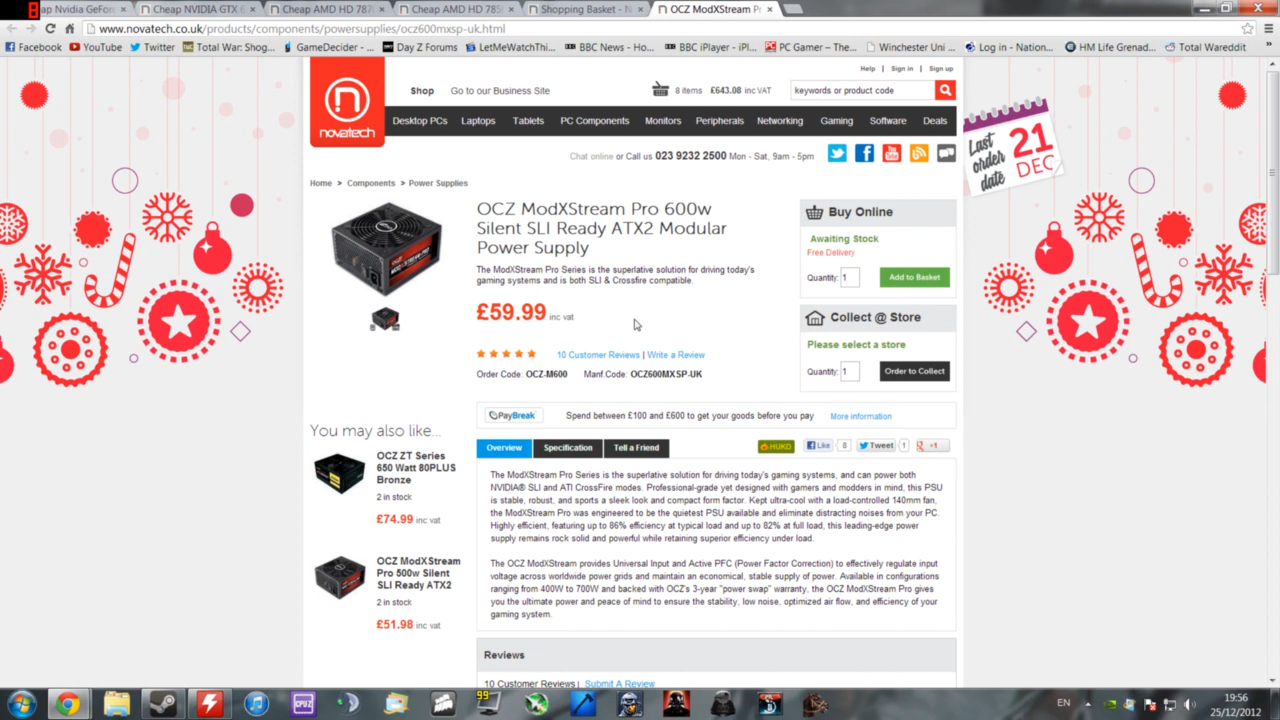 ap Nvidia GeFor
Cheap NVIDIA GTX 6
Cheap AMD HD 787
Cheap AMD HD 785
Shopping Basket - N
OCZ ModXStream Pr
www.novatech.co.uk/products/components/powersupplies/ocz600mxsp-uk.html
Facebook YouTube Twitter Total War: Shog... GameDecider - ... Day Z Forums LetMeWatchThi... BBC News - Ho... BBC iPlayer - iPl... PC Gamer – The... Winchester Uni ... Log in - Nation... HM Life Grenad... Total Wareddit
Help | Sign in | Sign up
novatech
Shop Go to our Business Site 8 items £643.08 inc VAT keywords or product code
Desktop PCs Laptops Tablets PC Components Monitors Peripherals Networking Gaming Software Deals
Chat online or Call us 023 9232 2500 Mon - Sat, 9am - 5pm
Last order date 21 DEC
Home > Components > Power Supplies
OCZ ModXStream Pro 600w
Silent SLI Ready ATX2 Modular
Power Supply
The ModXStream Pro Series is the superlative solution for driving today's
gaming systems and is both SLI & Crossfire compatible.
£59.99 inc vat
10 Customer Reviews | Write a Review
Order Code: OCZ-M600 Manf.Code: OCZ600MXSP-UK
Buy Online
Awaiting Stock
Free Delivery
Quantity: 1 Add to Basket
Collect @ Store
Please select a store
Quantity: 1 Order to Collect
PayBreak Spend between £100 and £600 to get your goods before you pay More information
You may also like...
OCZ ZT Series
650 Watt 80PLUS
Bronze
2 in stock
£74.99 inc vat
OCZ ModXStream
Pro 500w Silent
SLI Ready ATX2
2 in stock
£51.98 inc vat
Overview Specification Tell a Friend HUKD Like 8 Tweet 1 +1
The ModXStream Pro Series is the superlative solution for driving today's gaming systems, and can power both
NVIDIA® SLI and ATI CrossFire modes. Professional-grade yet designed with gamers and modders in mind, this PSU
is stable, robust, and sports a sleek look and compact form factor. Kept ultra-cool with a load-controlled 140mm fan,
the ModXStream Pro was engineered to be the quietest PSU available and eliminate distracting noises from your PC.
Highly efficient, featuring up to 86% efficiency at typical load and up to 82% at full load, this leading-edge power
supply remains rock solid and powerful while retaining superior efficiency under load.
The OCZ ModXStream provides Universal Input and Active PFC (Power Factor Correction) to effectively regulate input
voltage across worldwide power grids and maintain an economical, stable supply of power. Available in configurations
ranging from 400W to 700W and backed with OCZ's 3-year "power swap" warranty, the OCZ ModXStream Pro gives
you the ultimate power and peace of mind to ensure the stability, low noise, optimized air flow, and efficiency of your
gaming system.
Reviews
10 Customer Reviews | Submit A Review
CPUZ
99
EN
19:56
25/12/2012